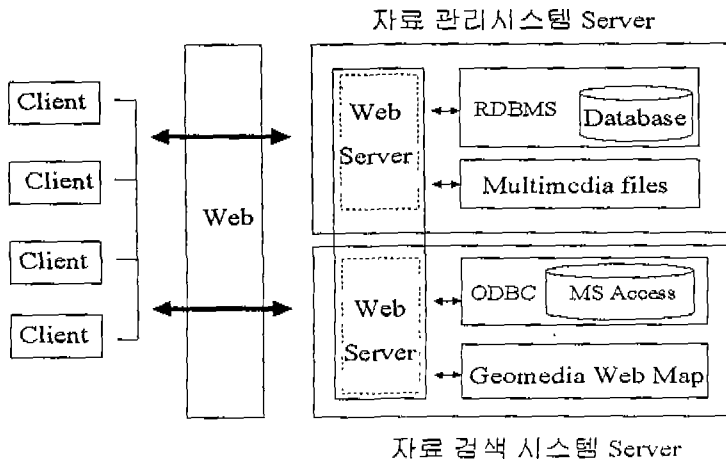 자료 관리시스템 Server
Client
Client
Client
Client
Web
Web
Server
RDBMS
Database
Multimedia files
Web
Server
ODBC
MS Access
Geomedia Web Map
자료 검색 시스템 Server